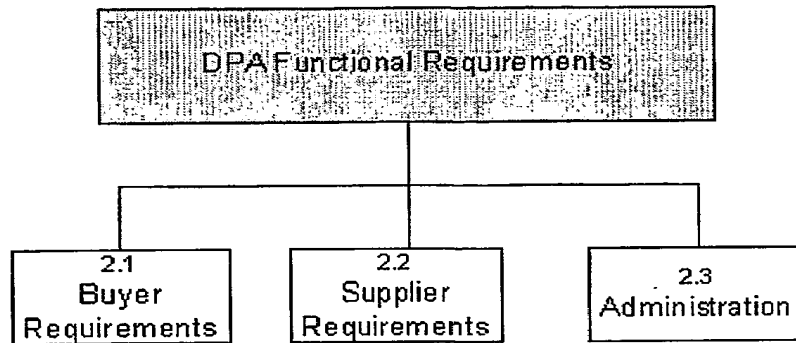 DPA Functional Requirements
2.1
Buyer
Requirements
2.2
Supplier
Requirements
2.3
Administration